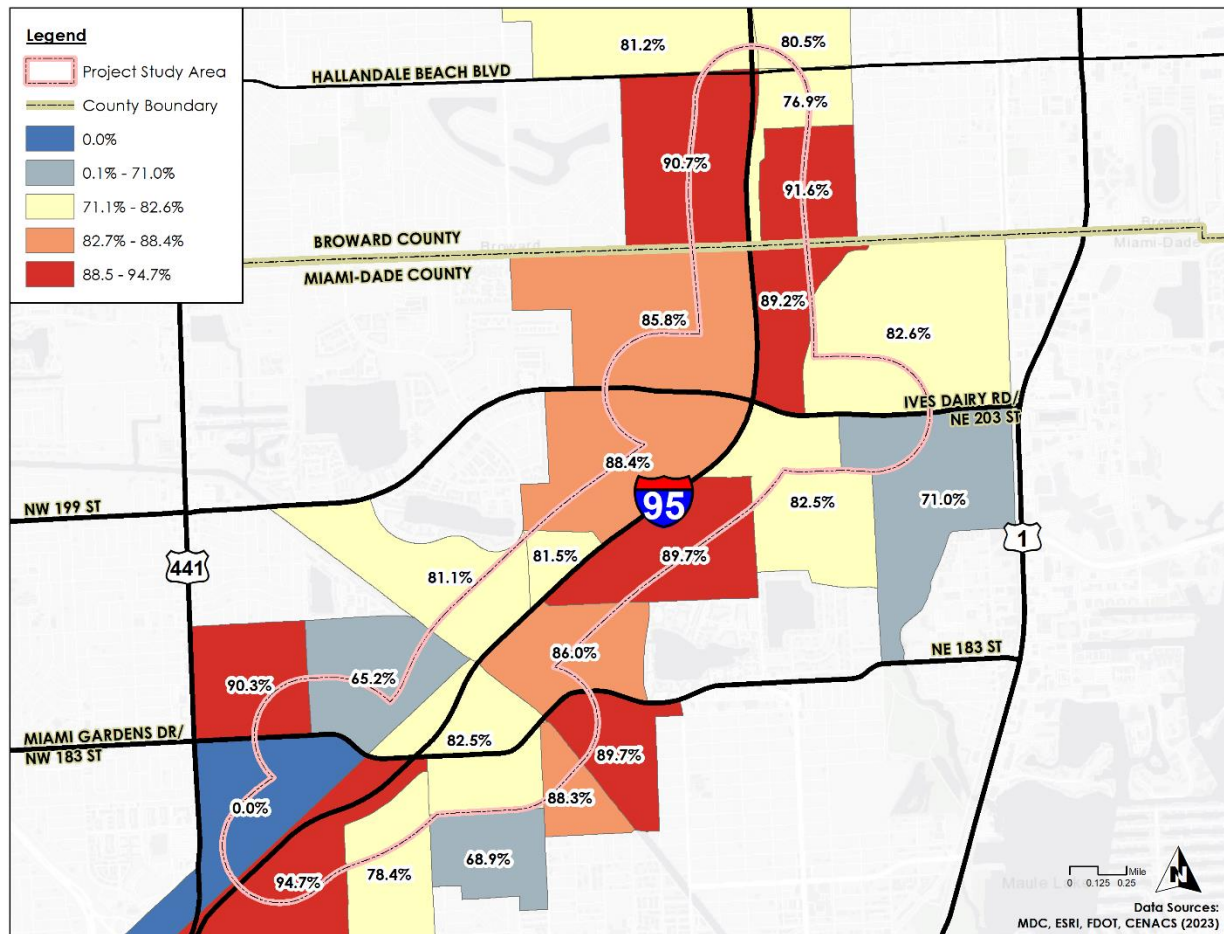 Legend
Project Study Area
County Boundary
0.0%
0.1% - 71.0%
71.1% - 82.6%
82.7% - 88.4%
88.5 - 94.7%
81.2%
80.5%
HALLANDALE BEACH BLVD
76.9%
90.7%
91.6%
BROWARD COUNTY
Broward
Broward
MIAMI-DADE COUNTY
Miami-Dade
89.2%
85.8%
82.6%
IVES DAIRY RD/
NE 203 ST
88.4%
95
NW 199 ST
82.5%
71.0%
1
441
81.5%
89.7%
81.1%
86.0%
NE 183 ST
65.2%
90.3%
MIAMI GARDENS DR/
NW 183 ST
82.5%
89.7%
88.3%
0.0%
68.9%
78.4%
94.7%
0 0.125 0.25 Mile
N
Maule L
Data Sources:
MDC, ESRI, FDOT, CENACS (2023)